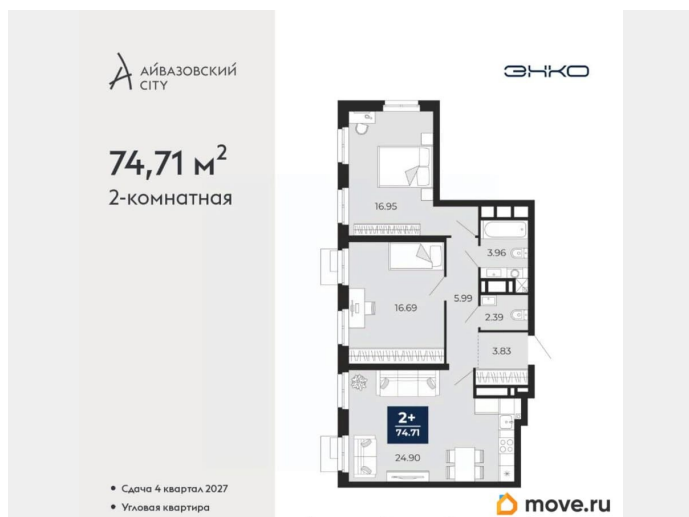 АЙВАЗОВСКИЙ
CITY
ЭНКО
74,71 м²
2-комнатная
16.95
3.96
5.99
16.69
2.39
3.83
2+
74.71
24.90
• Сдача 4 квартал 2027
• Угловая квартира
move.ru